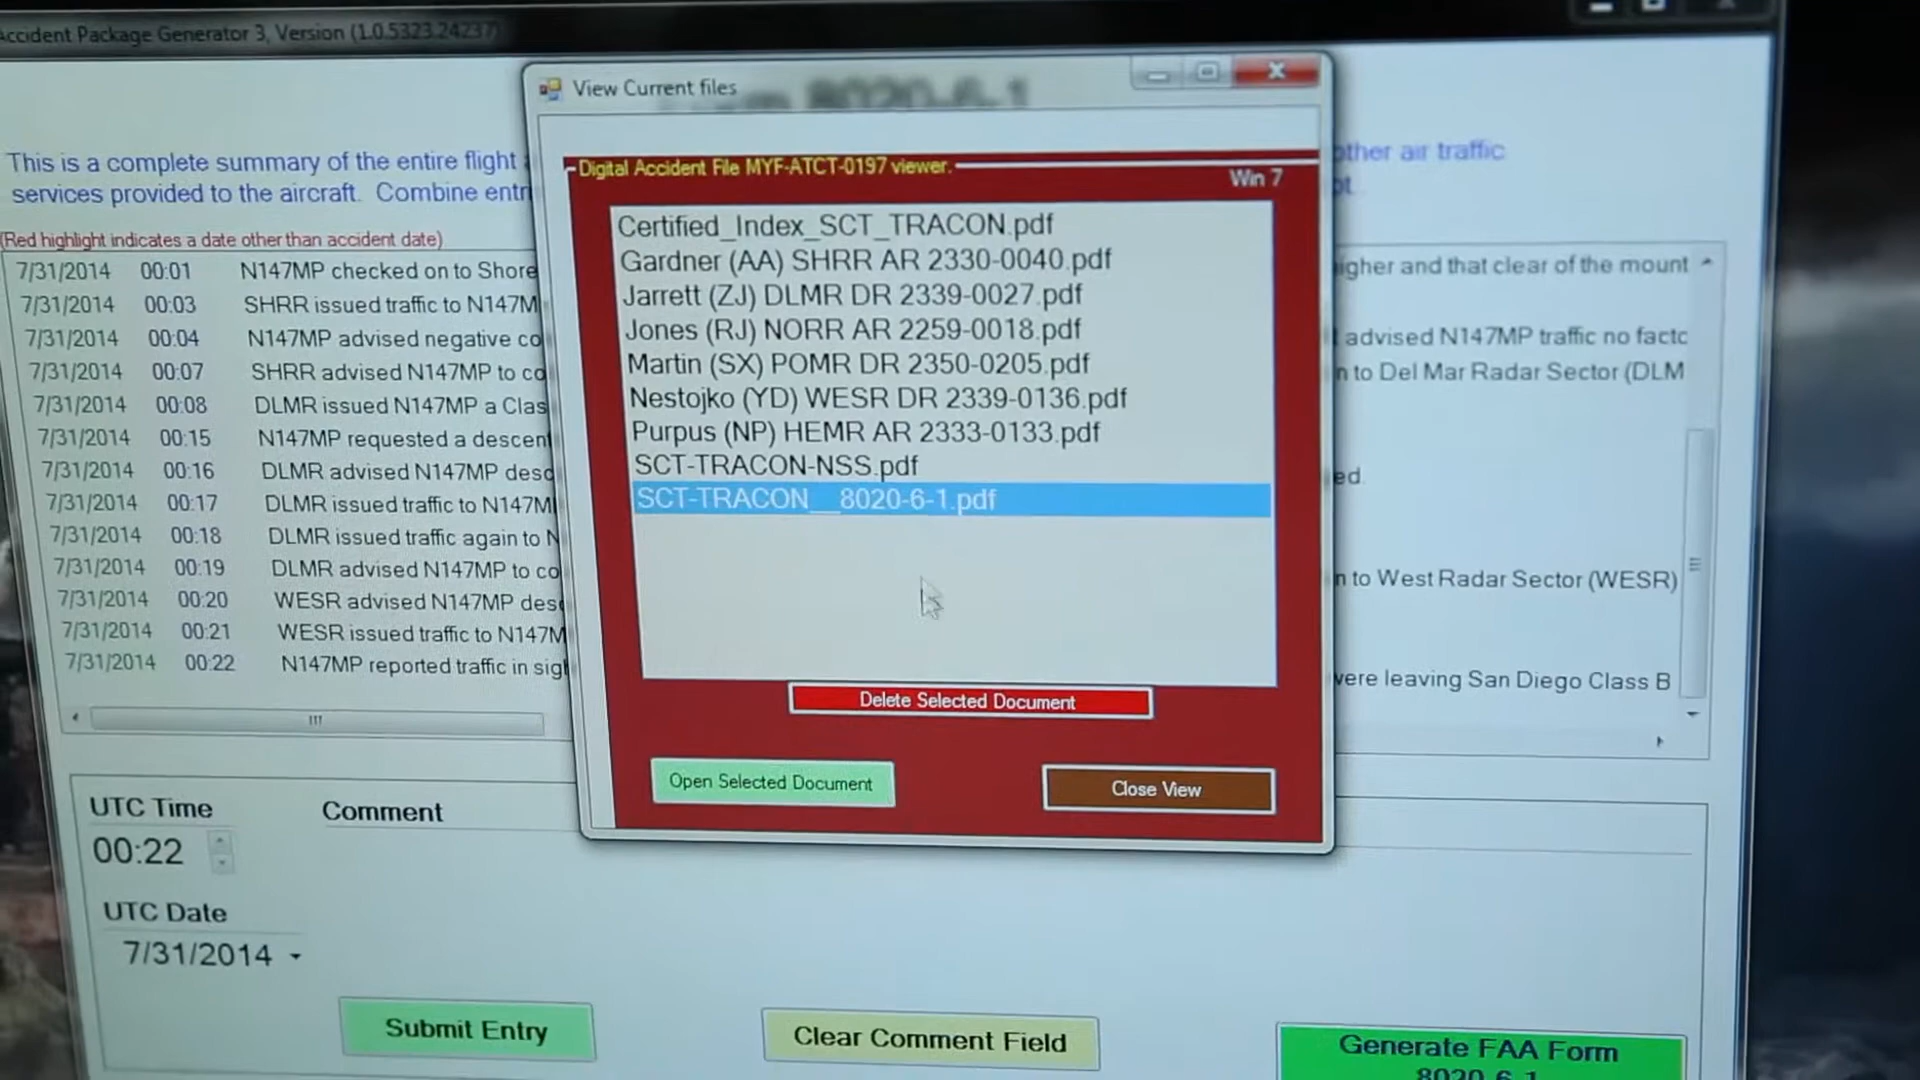 Accident Package Generator 3, Version (1.0.5323.24237)
View Current files
8020-6-1
This is a complete summary of the entire flight
other air traffic
services provided to the aircraft. Combine entri
(Red highlight indicates a date other than accident date)
Digital Accident File MYF-ATCT-0197 viewer.
Win 7
Certified_Index_SCT_TRACON.pdf
Gardner (AA) SHRR AR 2330-0040.pdf
Jarrett (ZJ) DLMR DR 2339-0027.pdf
Jones (RJ) NORR AR 2259-0018.pdf
Martin (SX) POMR DR 2350-0205.pdf
Nestojko (YD) WESR DR 2339-0136.pdf
Purpus (NP) HEMR AR 2333-0133.pdf
SCT-TRACON-NSS.pdf
SCT-TRACON__8020-6-1.pdf
Delete Selected Document
Open Selected Document
Close View
7/31/2014 00:01 N147MP checked on to Shore
igher and that clear of the mount
7/31/2014 00:03 SHRR issued traffic to N147M
7/31/2014 00:04 N147MP advised negative co
advised N147MP traffic no facto
7/31/2014 00:07 SHRR advised N147MP to co
n to Del Mar Radar Sector (DLM
7/31/2014 00:08 DLMR issued N147MP a Clas
7/31/2014 00:15 N147MP requested a descent
7/31/2014 00:16 DLMR advised N147MP desc
ed.
7/31/2014 00:17 DLMR issued traffic to N147M
7/31/2014 00:18 DLMR issued traffic again to N
7/31/2014 00:19 DLMR advised N147MP to co
n to West Radar Sector (WESR)
7/31/2014 00:20 WESR advised N147MP desc
7/31/2014 00:21 WESR issued traffic to N147M
7/31/2014 00:22 N147MP reported traffic in sigh
were leaving San Diego Class B
UTC Time
Comment
00:22
UTC Date
7/31/2014
Submit Entry
Clear Comment Field
Generate FAA Form
8020-6-1